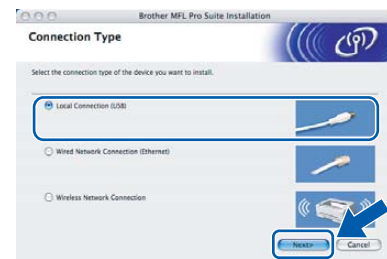 Brother MFL Pro Suite Installation
Connection Type
Select the connection type of the device you want to install.
Local Connection (USB)
Wired Network Connection (Ethernet)
Wireless Network Connection
Next>
Cancel